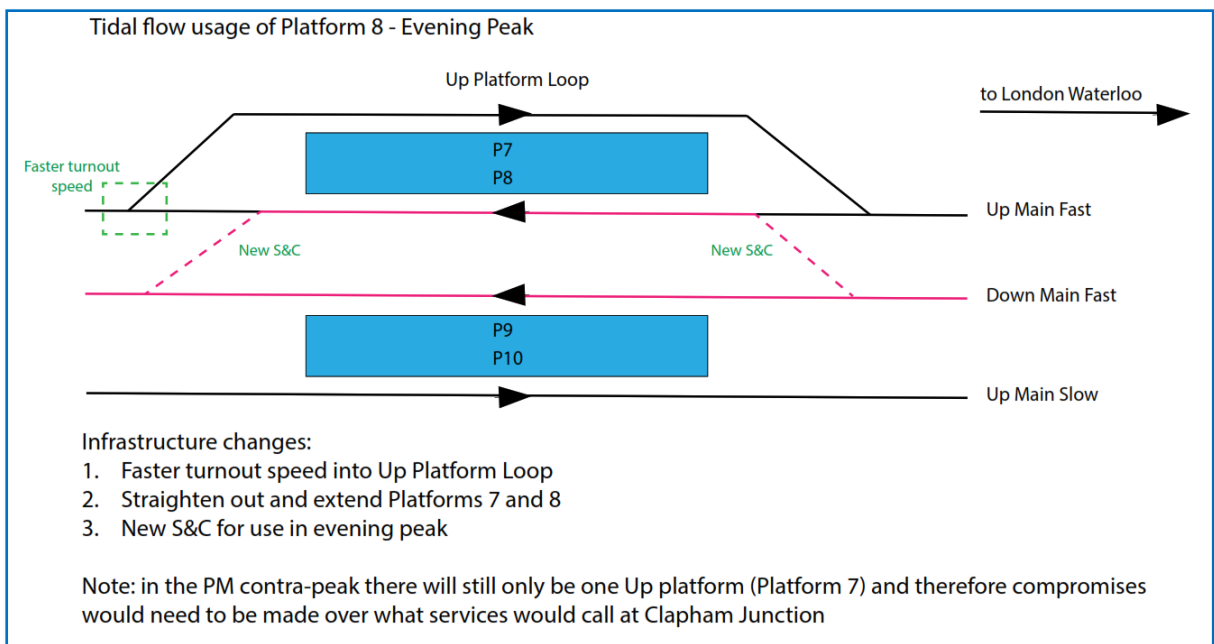 Tidal flow usage of Platform 8 - Evening Peak
Up Platform Loop
to London Waterloo
P7
P8
Faster turnout
speed
Up Main Fast
New S&C
New S&C
Down Main Fast
P9
P10
Up Main Slow
Infrastructure changes:
1. Faster turnout speed into Up Platform Loop
2. Straighten out and extend Platforms 7 and 8
3. New S&C for use in evening peak
Note: in the PM contra-peak there will still only be one Up platform (Platform 7) and therefore compromises
would need to be made over what services would call at Clapham Junction